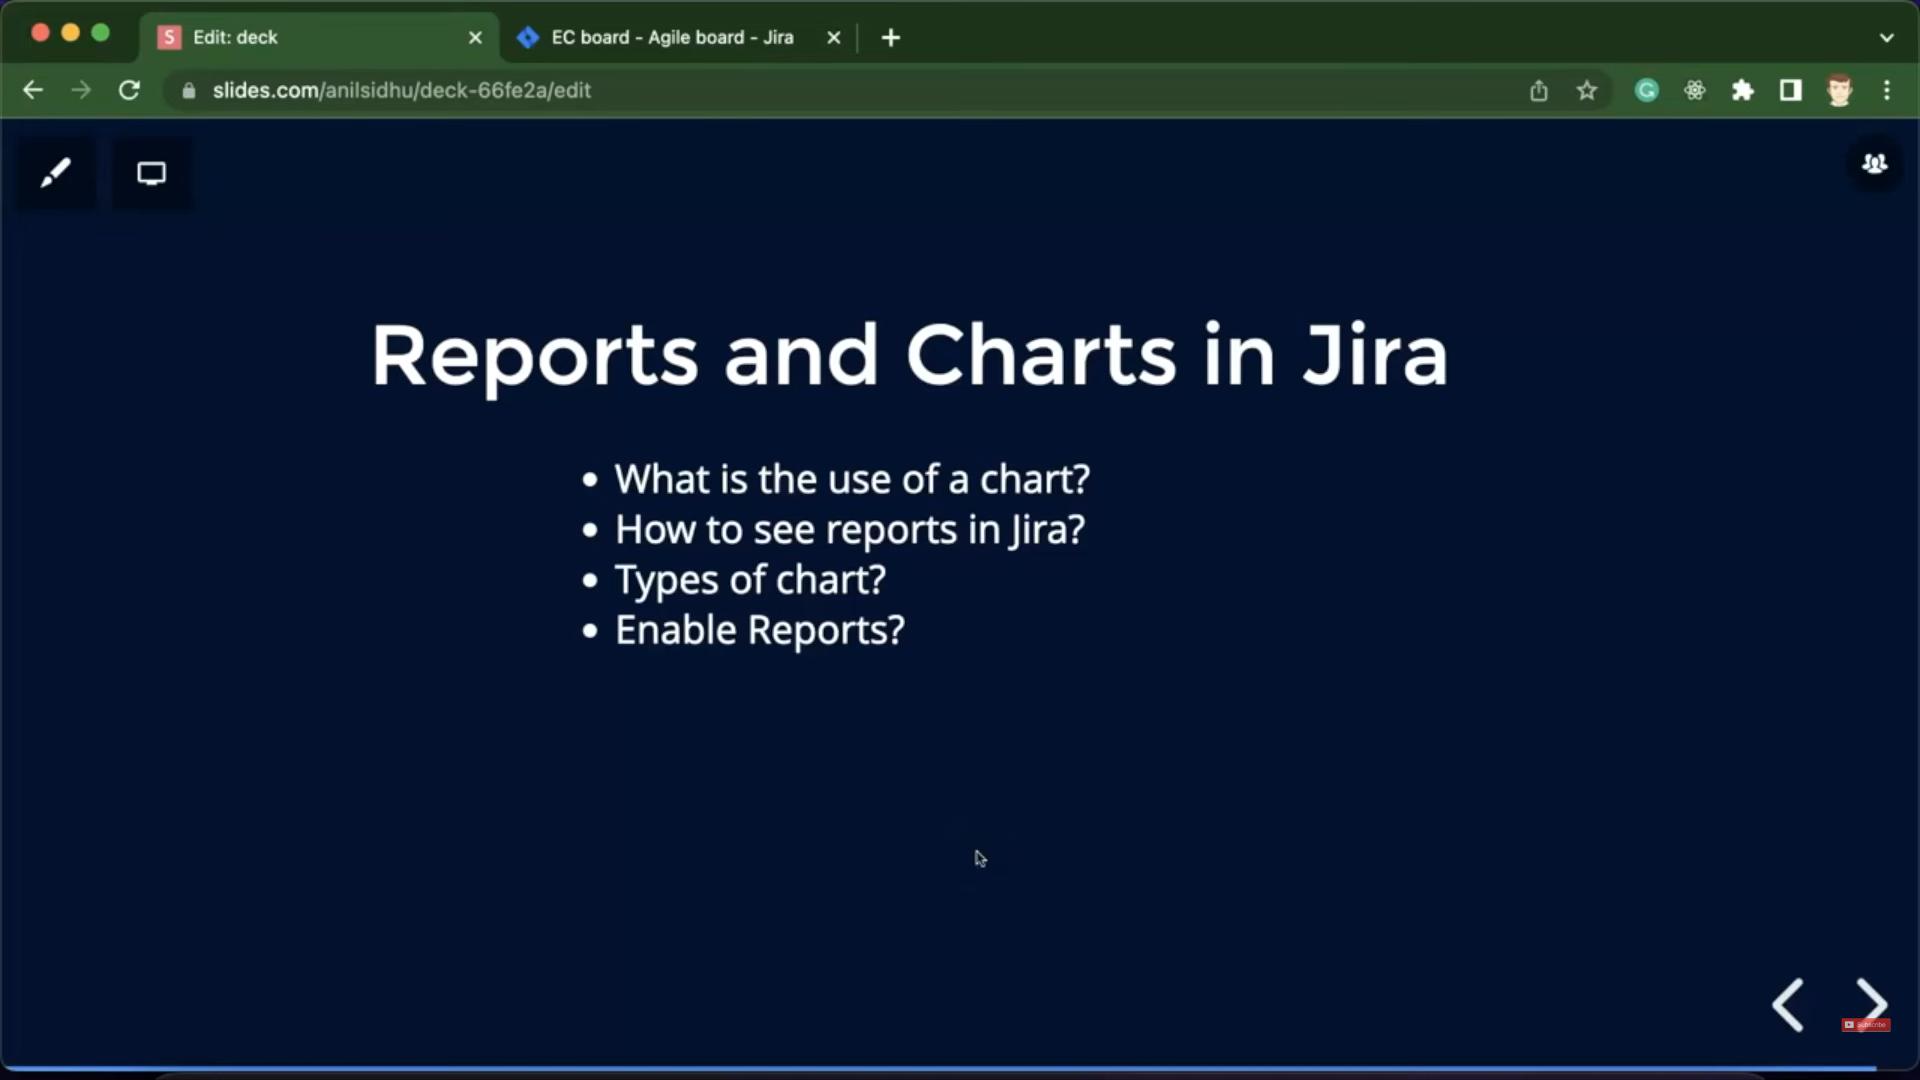 Edit: deck
EC board - Agile board - Jira
slides.com/anilsidhu/deck-66fe2a/edit
Reports and Charts in Jira
• What is the use of a chart?
• How to see reports in Jira?
• Types of chart?
• Enable Reports?
Subscribe